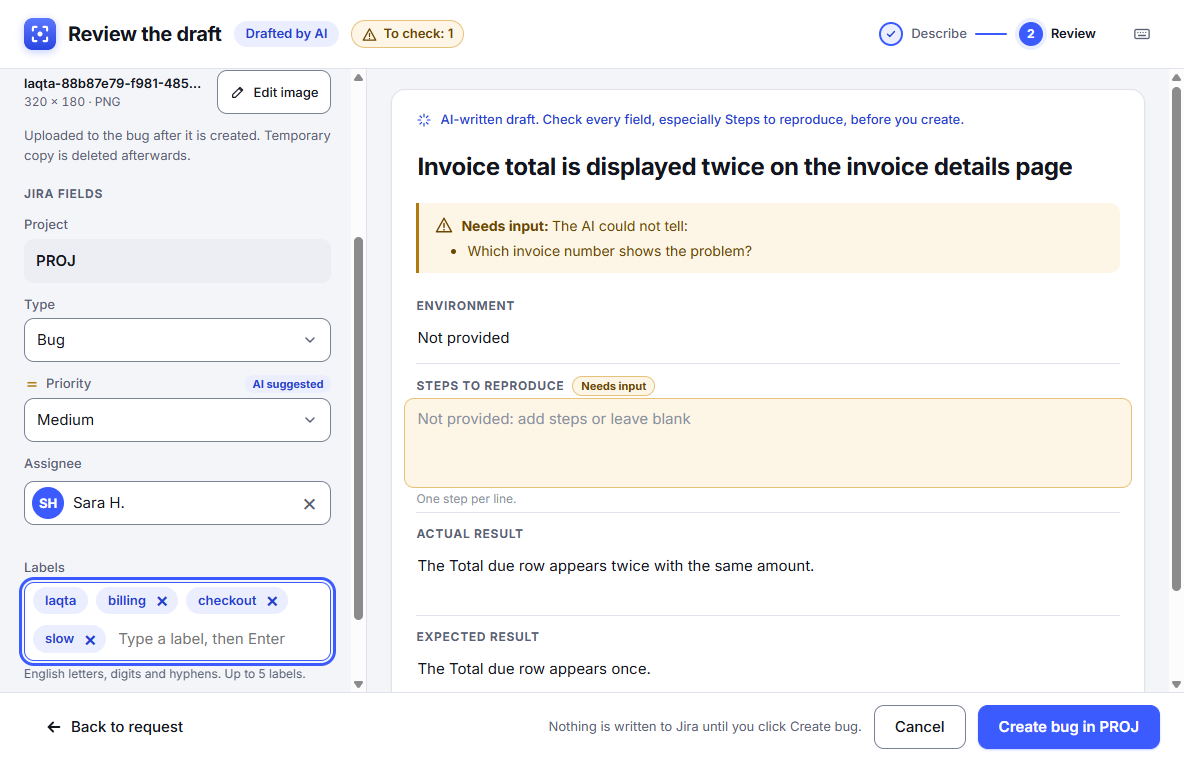 Review the draft
Drafted by AI
To check: 1
Describe
2
Review
laqta-88b87e79-f981-485...
320 × 180 · PNG
Edit image
Uploaded to the bug after it is created. Temporary
copy is deleted afterwards.
JIRA FIELDS
Project
PROJ
Type
Bug
Priority
AI suggested
Medium
Assignee
SH
Sara H.
Labels
laqta
billing
checkout
slow
Type a label, then Enter
English letters, digits and hyphens. Up to 5 labels.
AI-written draft. Check every field, especially Steps to reproduce, before you create.
Invoice total is displayed twice on the invoice details page
Needs input: The AI could not tell:
• Which invoice number shows the problem?
ENVIRONMENT
Not provided
STEPS TO REPRODUCE
Needs input
Not provided: add steps or leave blank
One step per line.
ACTUAL RESULT
The Total due row appears twice with the same amount.
EXPECTED RESULT
The Total due row appears once.
Back to request
Nothing is written to Jira until you click Create bug.
Cancel
Create bug in PROJ